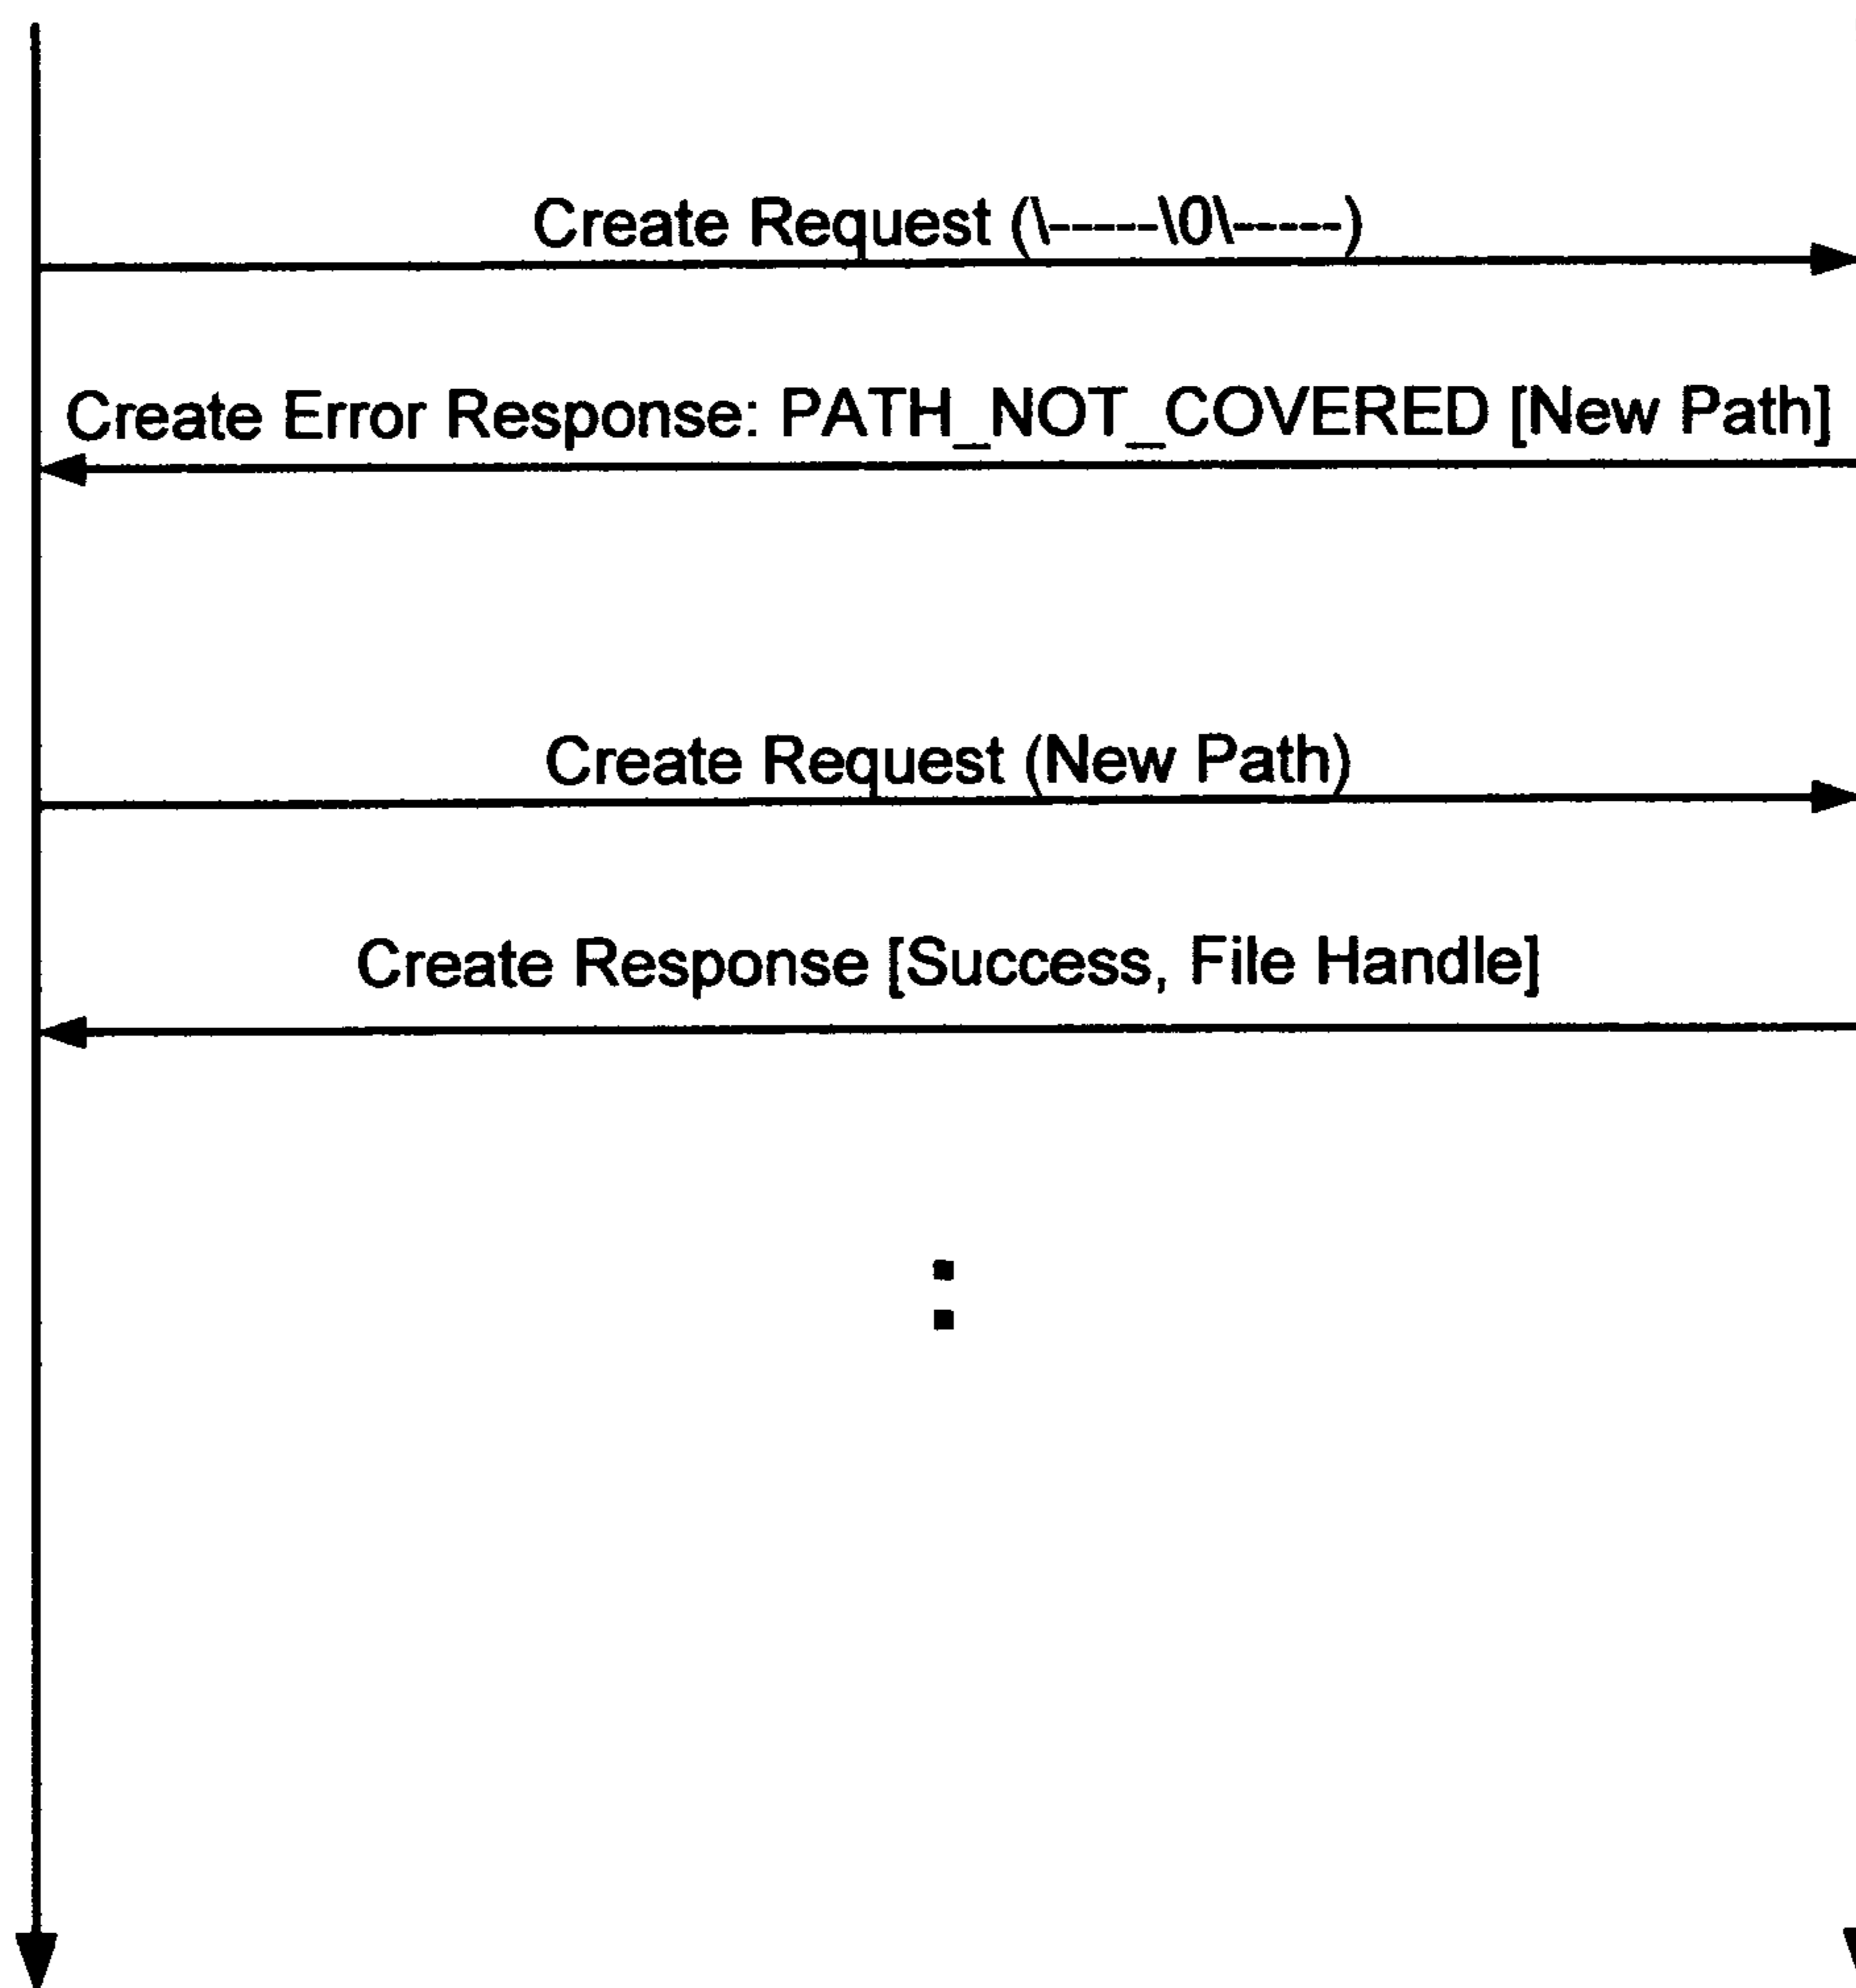 Create Request (\-----\0\-----)
Create Error Response: PATH_NOT_COVERED [New Path]
Create Request (New Path)
Create Response [Success, File Handle]